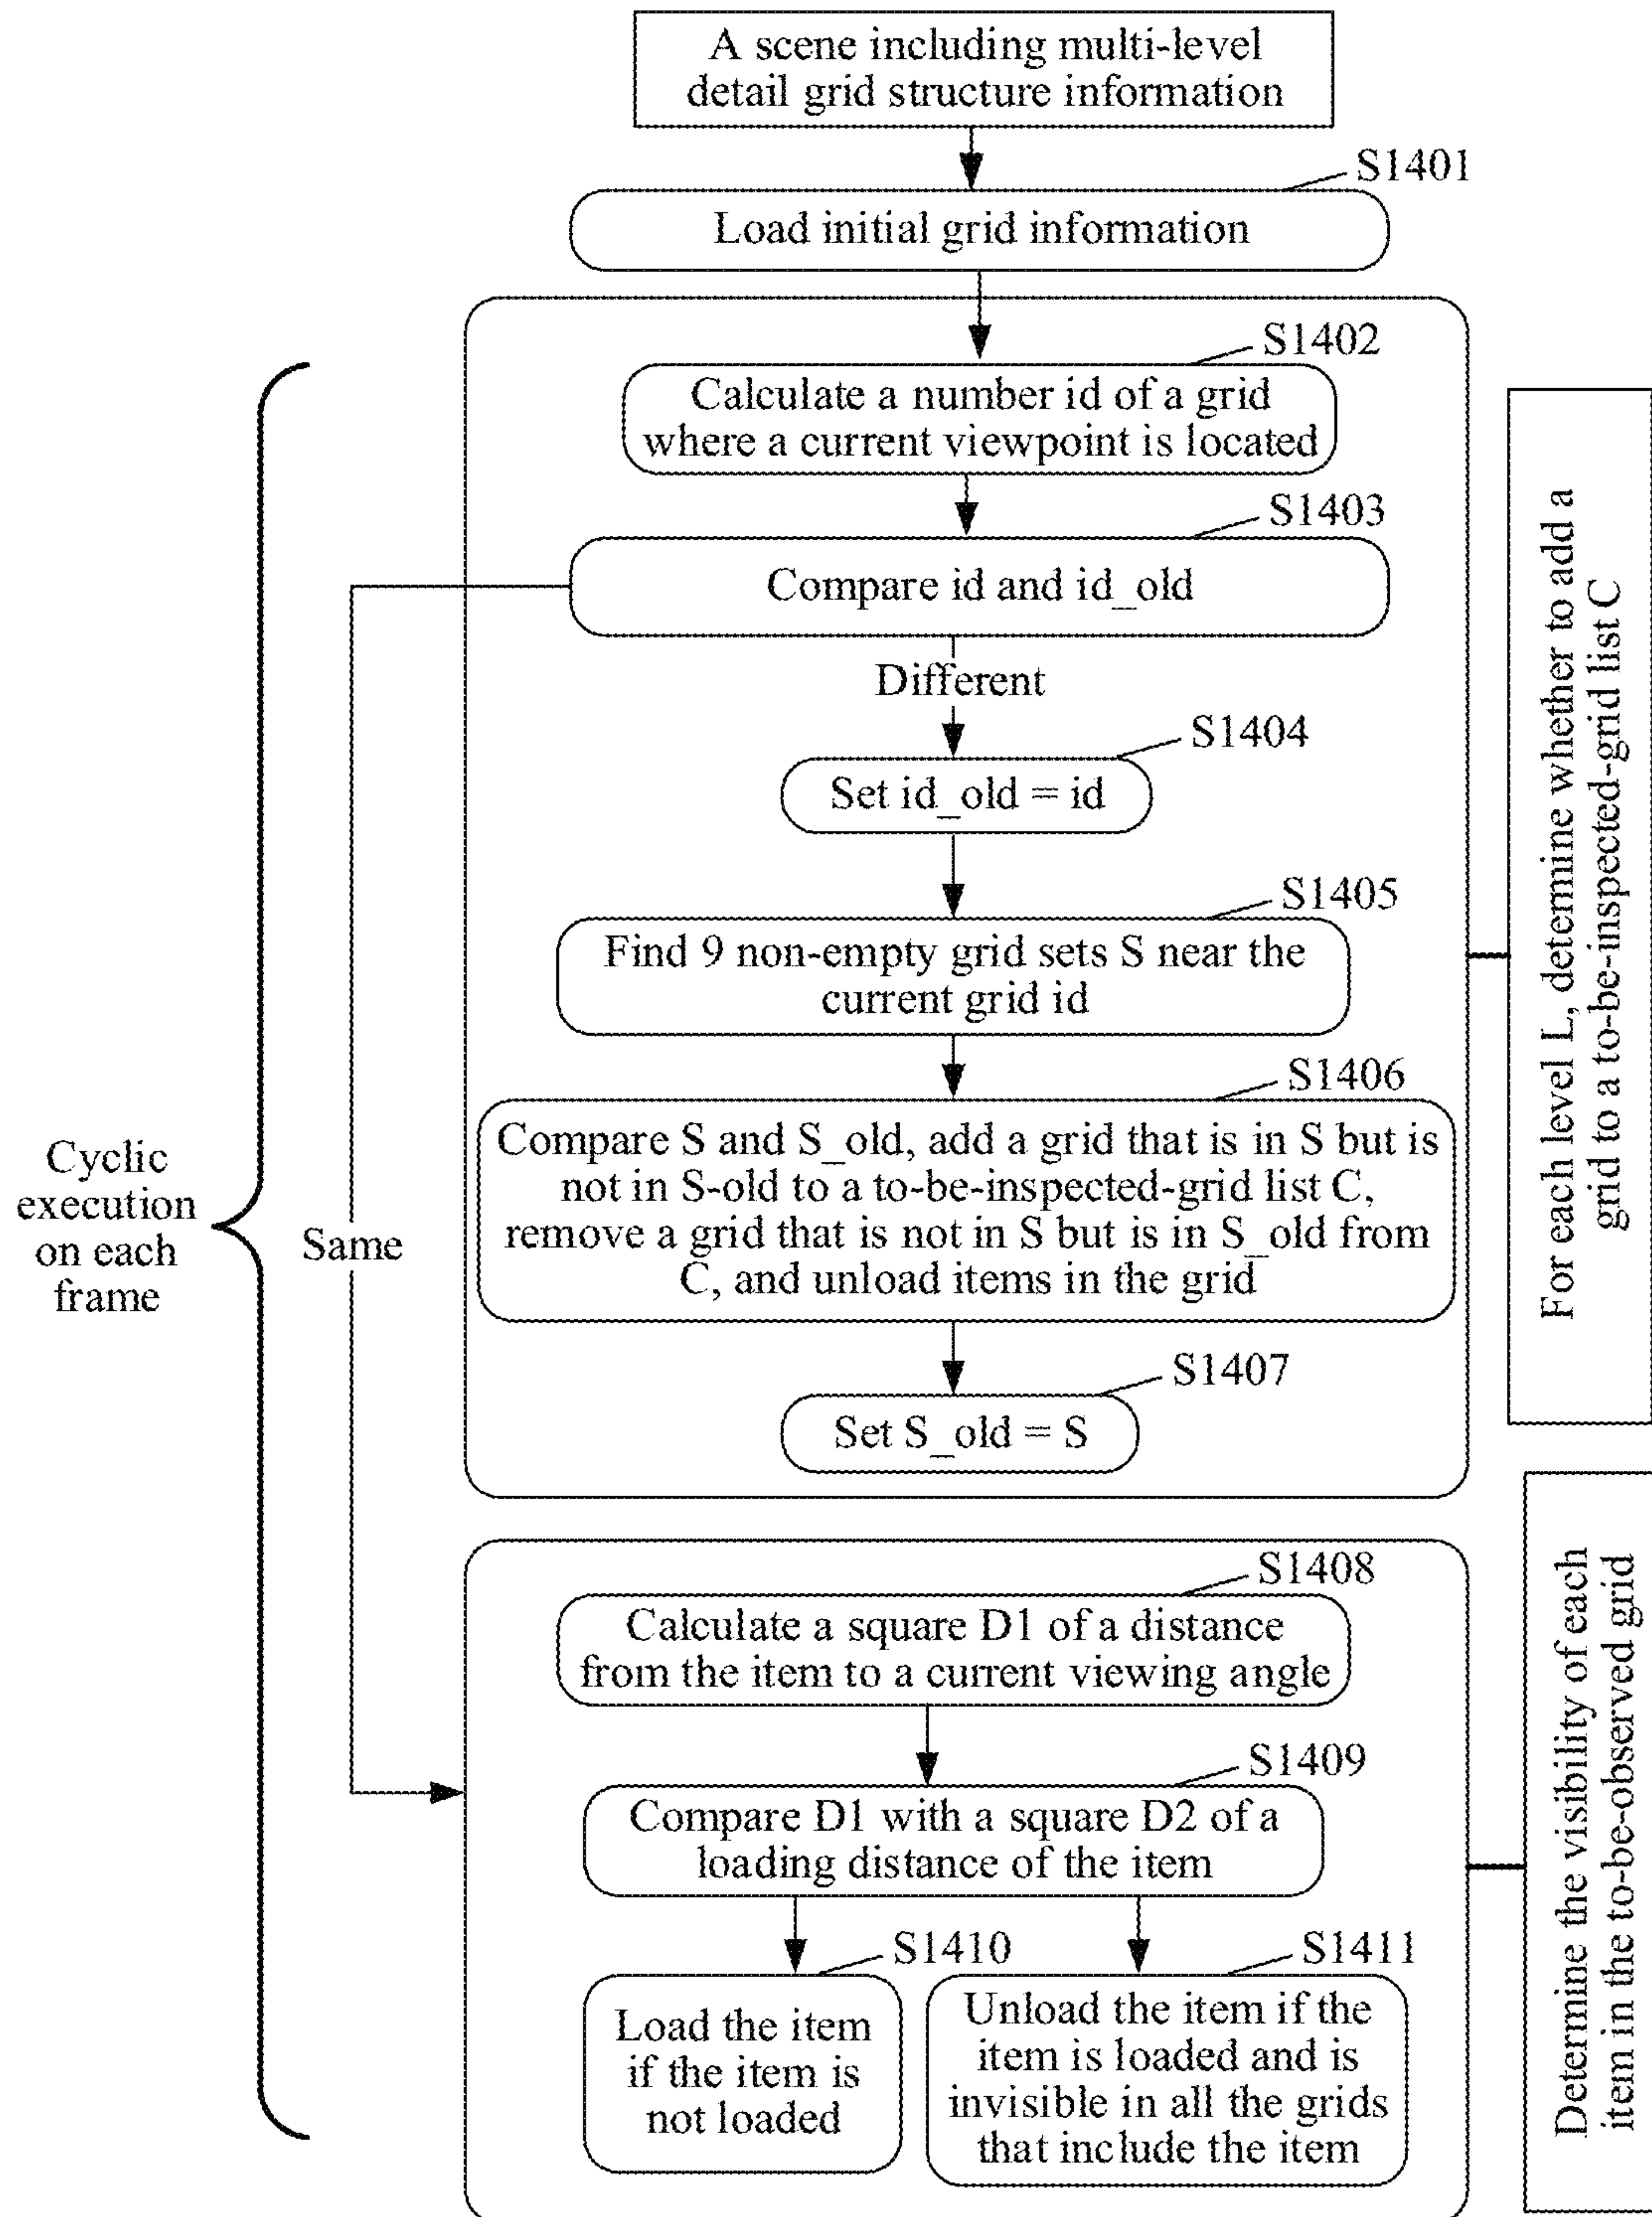 A scene including multi-level
detail grid structure information
S1401
Load initial grid information
S1402
Calculate a number id of a grid
where a current viewpoint is located
S1403
Compare id and id_old
Different
S1404
Set id_old = id
S1405
Find 9 non-empty grid sets S near the
current grid id
S1406
Compare S and S_old, add a grid that is in S but is
not in S-old to a to-be-inspected-grid list C,
remove a grid that is not in S but is in S_old from
C, and unload items in the grid
S1407
Set S_old = S
For each level L, determine whether to add a
grid to a to-be-inspected-grid list C
Cyclic
execution
on each
frame
Same
S1408
Calculate a square D1 of a distance
from the item to a current viewing angle
S1409
Compare D1 with a square D2 of a
loading distance of the item
S1410
Load the item
if the item is
not loaded
S1411
Unload the item if the
item is loaded and is
invisible in all the grids
that include the item
Determine the visibility of each
item in the to-be-observed grid